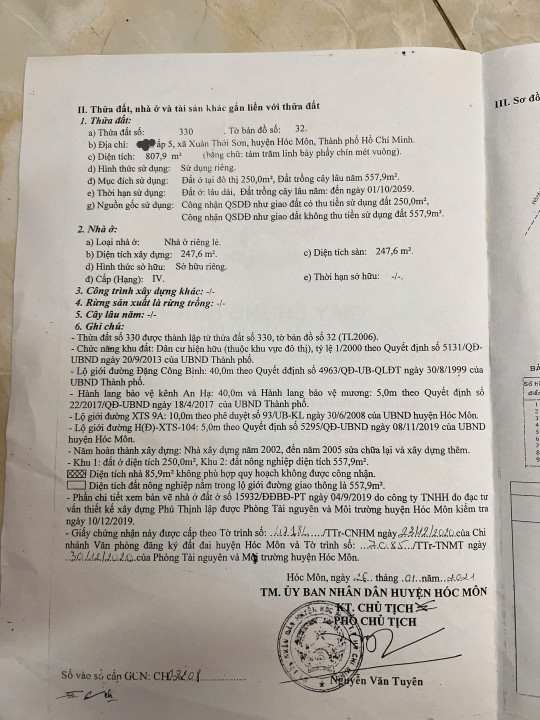 II. Thửa đất, nhà ở và tài sản khác gắn liền với thửa đất
1. Thửa đất:
a) Thửa đất số: 330 . Tờ bản đồ số: 32.
b) Địa chỉ: ấp 5, xã Xuân Thới Sơn, huyện Hóc Môn, Thành phố Hồ Chí Minh.
c) Diện tích: 807,9 m² (bằng chữ: tám trăm linh bảy phẩy chín mét vuông).
d) Hình thức sử dụng: Sử dụng riêng.
đ) Mục đích sử dụng: Đất ở tại đô thị 250,0m², Đất trồng cây lâu năm 557,9m².
e) Thời hạn sử dụng: Đất ở: lâu dài, Đất trồng cây lâu năm: đến ngày 01/10/2059.
g) Nguồn gốc sử dụng: Công nhận QSDĐ như giao đất có thu tiền sử dụng đất 250,0m²,
Công nhận QSDĐ như giao đất không thu tiền sử dụng đất 557,9m².
2. Nhà ở:
a) Loại nhà ở: Nhà ở riêng lẻ.
b) Diện tích xây dựng: 247,6 m². c) Diện tích sàn: 247,6 m².
d) Hình thức sở hữu: Sở hữu riêng.
đ) Cấp (Hạng): IV. e) Thời hạn sở hữu: -/-.
3. Công trình xây dựng khác: -/-
4. Rừng sản xuất là rừng trồng: -/-
5. Cây lâu năm: -/-
6. Ghi chú:
- Thửa đất số 330 được thành lập từ thửa đất số 330, tờ bản đồ số 32 (TL2006).
- Chức năng khu đất: Dân cư hiện hữu (thuộc khu vực đô thị), tỷ lệ 1/2000 theo Quyết định số 5131/QĐ-
UBND ngày 20/9/2013 của UBND Thành phố.
- Lộ giới đường Đặng Công Bỉnh: 40,0m theo Quyết dđịnh số 4963/QĐ-UB-QLĐT ngày 30/8/1999 của
UBND Thành phố.
- Hành lang bảo vệ kênh An Hạ: 40,0m và Hành lang bảo vệ mương: 5,0m theo Quyết định số
22/2017/QĐ-UBND ngày 18/4/2017 của UBND Thành phố.
- Lộ giới đường XTS 9A: 10,0m theo phê duyệt số 93/UB-KL ngày 30/6/2008 của UBND huyện Hóc Môn.
- Lộ giới đường H(D)-XTS-104: 5,0m theo Quyết định số 5295/QĐ-UBND ngày 08/11/2019 của UBND
huyện Hóc Môn.
- Năm hoàn thành xây dựng: Nhà xây dựng năm 2002, đến năm 2005 sửa chữa lại và xây dựng thêm.
- Khu 1: đất ở diện tích 250,0m², Khu 2: đất nông nghiệp diện tích 557,9m².
Diện tích nhà 85,9m² không phù hợp quy hoạch không được công nhận.
Diện tích đất nông nghiệp nằm trong lộ giới đường giao thông là 557,9m².
- Phần chi tiết xem bản vẽ nhà ở đất ở số 15932/ĐĐBĐ-PT ngày 04/9/2019 do công ty TNHH đo đạc tư
vấn thiết kế xây dựng Phú Thịnh lập được Phòng Tài nguyên và Môi trường huyện Hóc Môn kiểm tra
ngày 10/12/2019.
- Giấy chứng nhận này được cấp theo Tờ trình số: /TTr-CNHM ngày 23/12/2020 của Chi
nhánh Văn phòng đăng ký đất đai huyện Hóc Môn và Tờ trình số: 7085 /TTr-TNMT ngày
30/12/2020 của Phòng Tài nguyên và Môi trường huyện Hóc Môn.
Hóc Môn, ngày 26 tháng 01 năm 2021
TM. ỦY BAN NHÂN DÂN HUYỆN HÓC MÔN
KT. CHỦ TỊCH
PHÓ CHỦ TỊCH
Nguyễn Văn Tuyên
Số vào sổ cấp GCN: CH03208
III. Sơ đồ